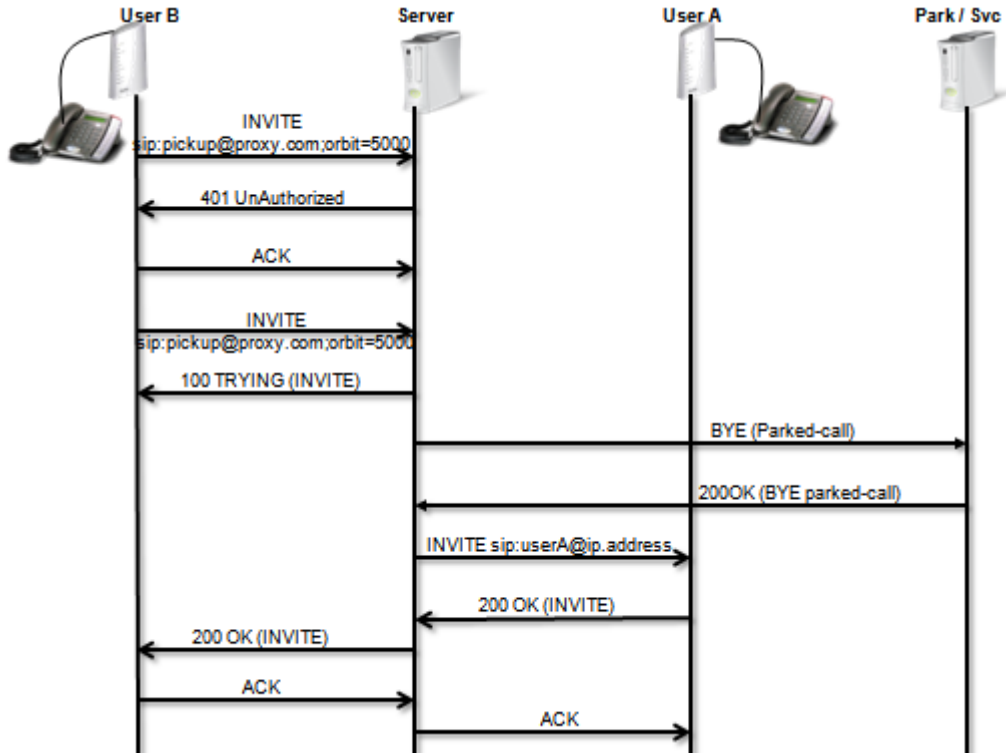 User B
Server
User A
Park / Svc
INVITE
sip:pickup@proxy.com;orbit=5000
401 UnAuthorized
ACK
INVITE
sip:pickup@proxy.com;orbit=5000
100 TRYING (INVITE)
BYE (Parked-call)
200OK (BYE parked-call)
INVITE sip:userA@ip.address
200 OK (INVITE)
200 OK (INVITE)
ACK
ACK